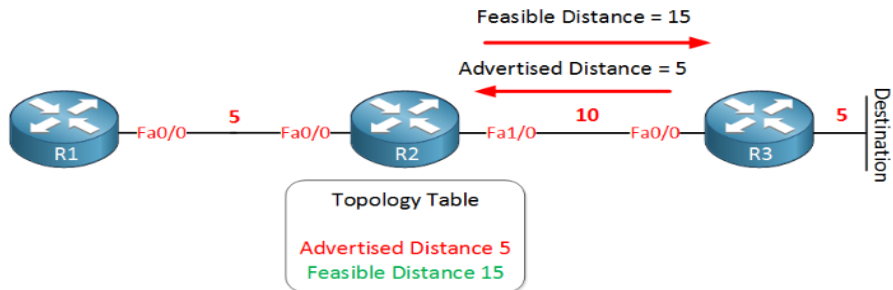 Feasible Distance = 15
Advertised Distance = 5
5
10
5
Fa0/0
Fa0/0
Fa1/0
Fa0/0
R1
R2
R3
Destination
Topology Table
Advertised Distance 5
Feasible Distance 15